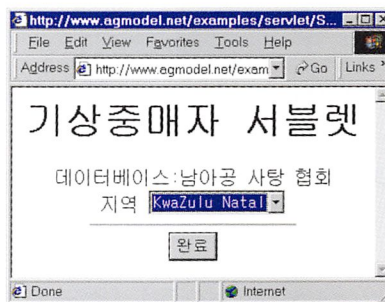 http://www.agmodel.net/examples/servlet/S...
File Edit View Favorites Tools Help
Address http://www.agmodel.net/exam Go Links »
기상중매자 서블렛
데이터베이스:남아공 사탕 협회
지역 KwaZulu Natal
완료
Done Internet